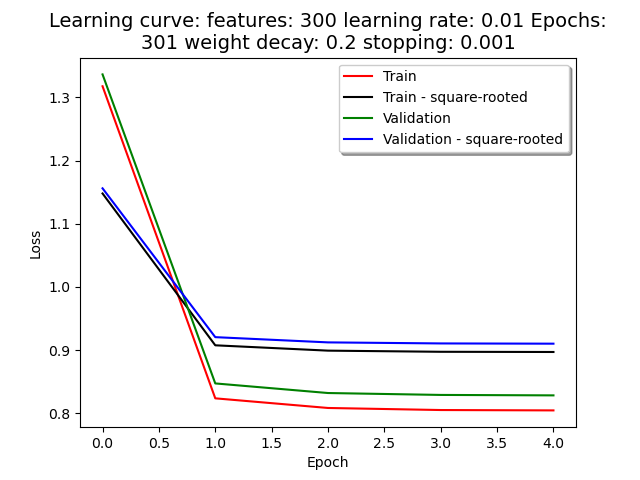 Learning curve: features: 300 learning rate: 0.01 Epochs:
301 weight decay: 0.2 stopping: 0.001
Train
Train - square-rooted
Validation
Validation - square-rooted
Loss
1.3
1.2
1.1
1.0
0.9
0.8
0.0 0.5 1.0 1.5 2.0 2.5 3.0 3.5 4.0
Epoch